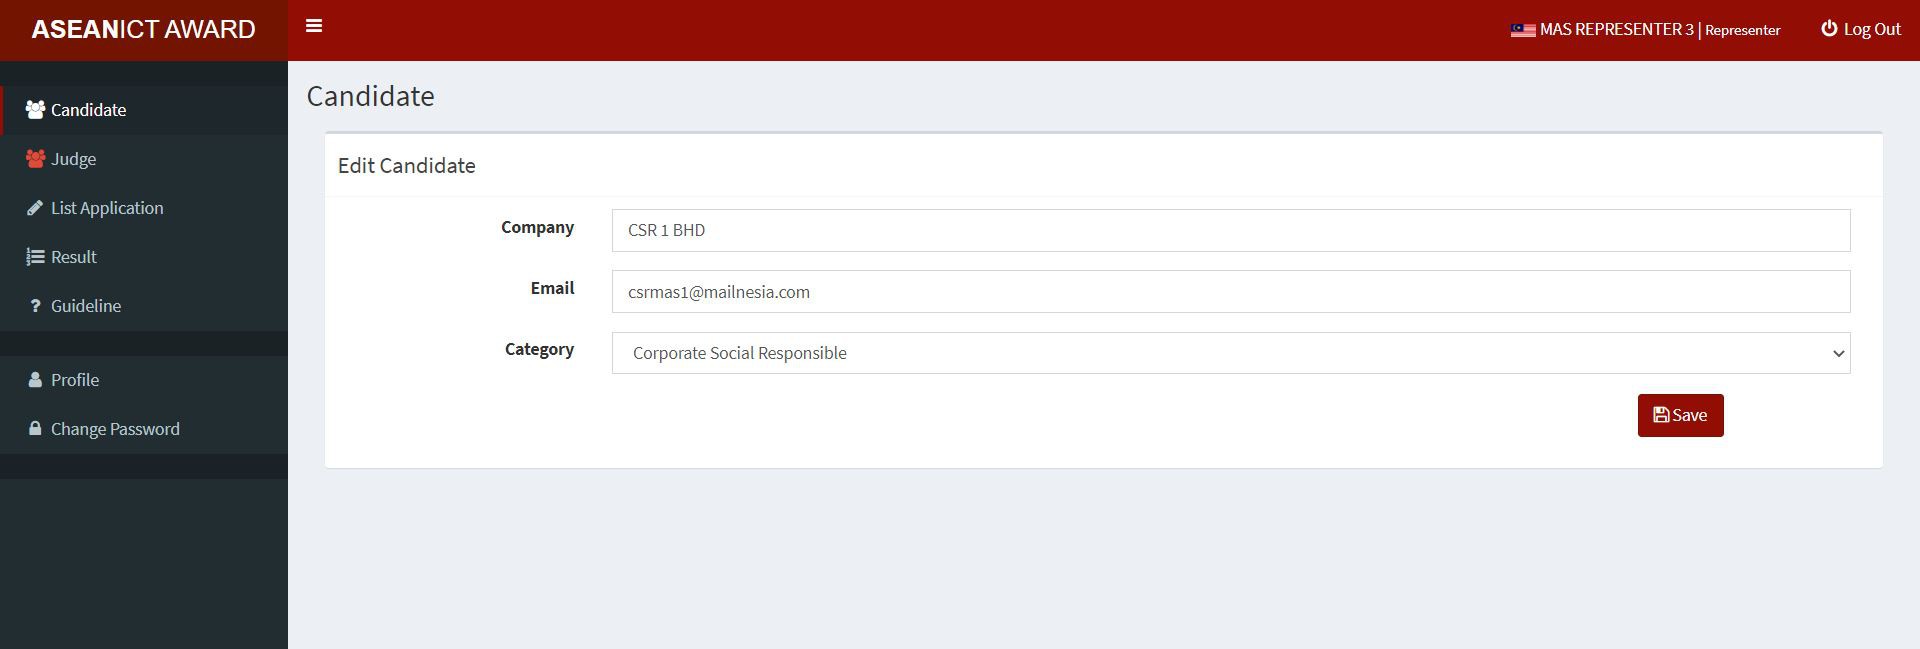 ASEANICT AWARD
MAS REPRESENTER 3 | Representer
Log Out
Candidate
Judge
List Application
Result
Guideline
Profile
Change Password
Candidate
Edit Candidate
Company
CSR 1 BHD
Email
csrmas1@mailnesia.com
Category
Corporate Social Responsible
Save